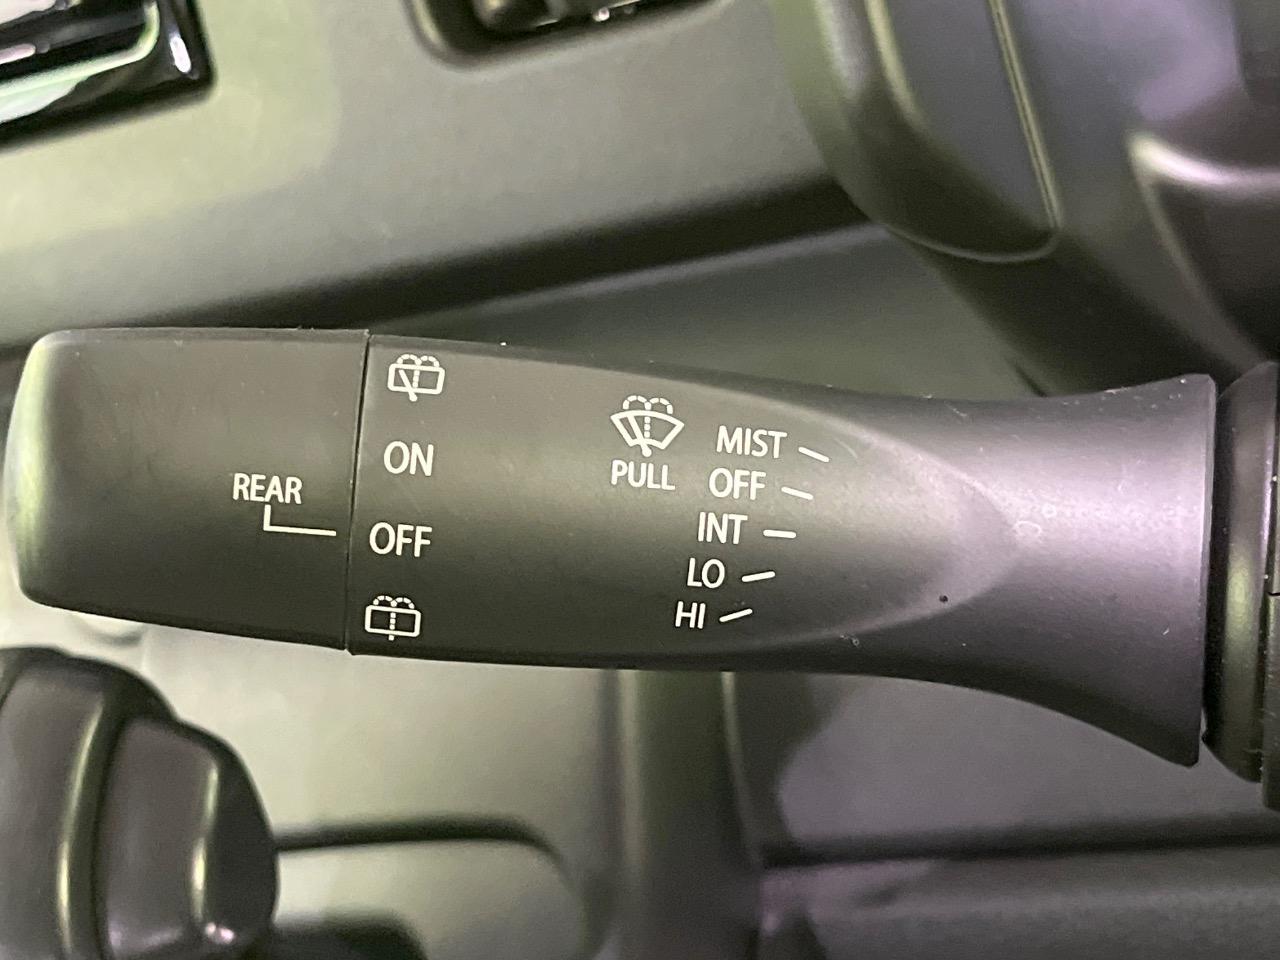 REAR
ON
OFF
PULL
MIST
OFF
INT
LO
HI